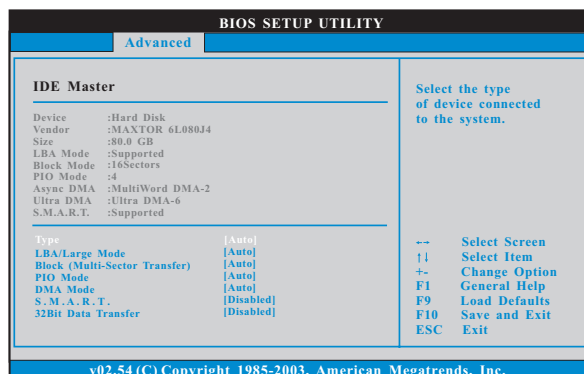 BIOS SETUP UTILITY
Advanced
IDE Master
Device :Hard Disk
Vendor :MAXTOR 6L080J4
Size :80.0 GB
LBA Mode :Supported
Block Mode :16Sectors
PIO Mode :4
Async DMA :MultiWord DMA-2
Ultra DMA :Ultra DMA-6
S.M.A.R.T. :Supported
Type [Auto]
LBA/Large Mode [Auto]
Block (Multi-Sector Transfer) [Auto]
PIO Mode [Auto]
DMA Mode [Auto]
S.M.A.R.T. [Disabled]
32Bit Data Transfer [Disabled]
Select the type
of device connected
to the system.
←→ Select Screen
↑↓ Select Item
+- Change Option
F1 General Help
F9 Load Defaults
F10 Save and Exit
ESC Exit
v02.54 (C) Copyright 1985-2003, American Megatrends, Inc.